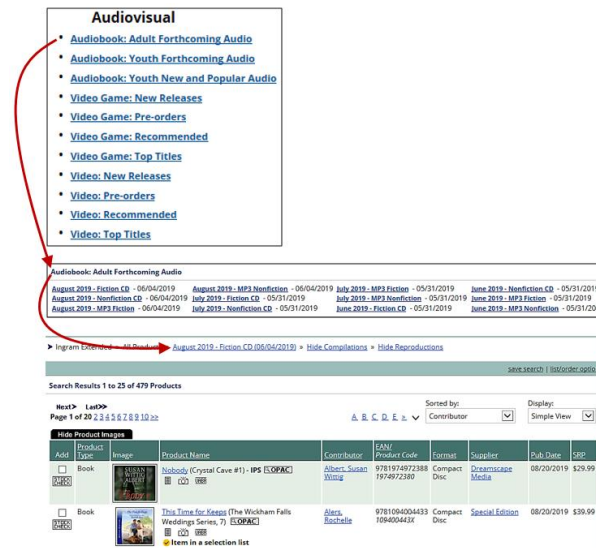 Audiovisual
• Audiobook: Adult Forthcoming Audio
• Audiobook: Youth Forthcoming Audio
• Audiobook: Youth New and Popular Audio
• Video Game: New Releases
• Video Game: Pre-orders
• Video Game: Recommended
• Video Game: Top Titles
• Video: New Releases
• Video: Pre-orders
• Video: Recommended
• Video: Top Titles
Audiobook: Adult Forthcoming Audio
August 2019 - Fiction CD - 06/04/2019 August 2019 - MP3 Nonfiction - 06/04/2019 July 2019 - MP3 Fiction - 05/31/2019 June 2019 - Nonfiction CD - 05/31/2019
August 2019 - Nonfiction CD - 06/04/2019 July 2019 - Fiction CD - 05/31/2019 July 2019 - MP3 Nonfiction - 05/31/2019 June 2019 - MP3 Fiction - 05/31/2019
August 2019 - MP3 Fiction - 06/04/2019 July 2019 - Nonfiction CD - 05/31/2019 June 2019 - Fiction CD - 05/31/2019 June 2019 - MP3 Nonfiction - 05/31/20
Ingram Extended » All Products August 2019 - Fiction CD (06/04/2019) » Hide Compilations » Hide Reproductions
save search | list/order optio
Search Results 1 to 25 of 479 Products
Next> Last>>
Page 1 of 20 2 3 4 5 6 7 8 9 10 >>
A B C D E »
Sorted by:
Contributor
Display:
Simple View
Hide Product Images
Add Product Type Image Product Name Contributor EAN/ Product Code Format Supplier Pub Date SRP
Book Nobody (Crystal Cave #1) - IPS OPAC Albert, Susan Wittig 9781974972388 1974972380 Compact Disc Dreamscape Media 08/20/2019 $29.99
STOCK CHECK
SUSAN WITTIG ALBERT
Book This Time for Keeps (The Wickham Falls Weddings Series, 7) OPAC Alers, Rochelle 9781094004433 109400443X Compact Disc Special Edition 08/20/2019 $39.99
STOCK CHECK
Item in a selection list